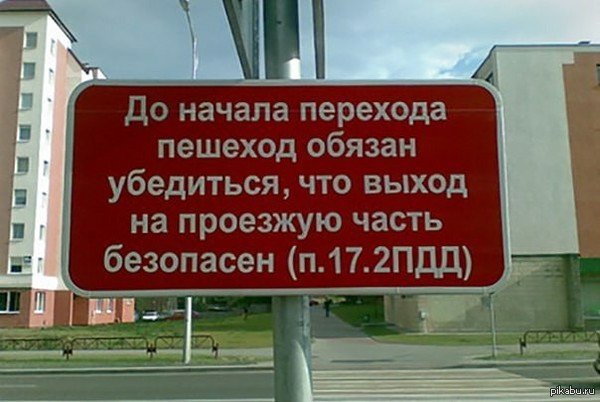 До начала перехода
пешеход обязан
убедиться, что выход
на проезжую часть
безопасен (п.17.2ПДД)
pikabu.ru